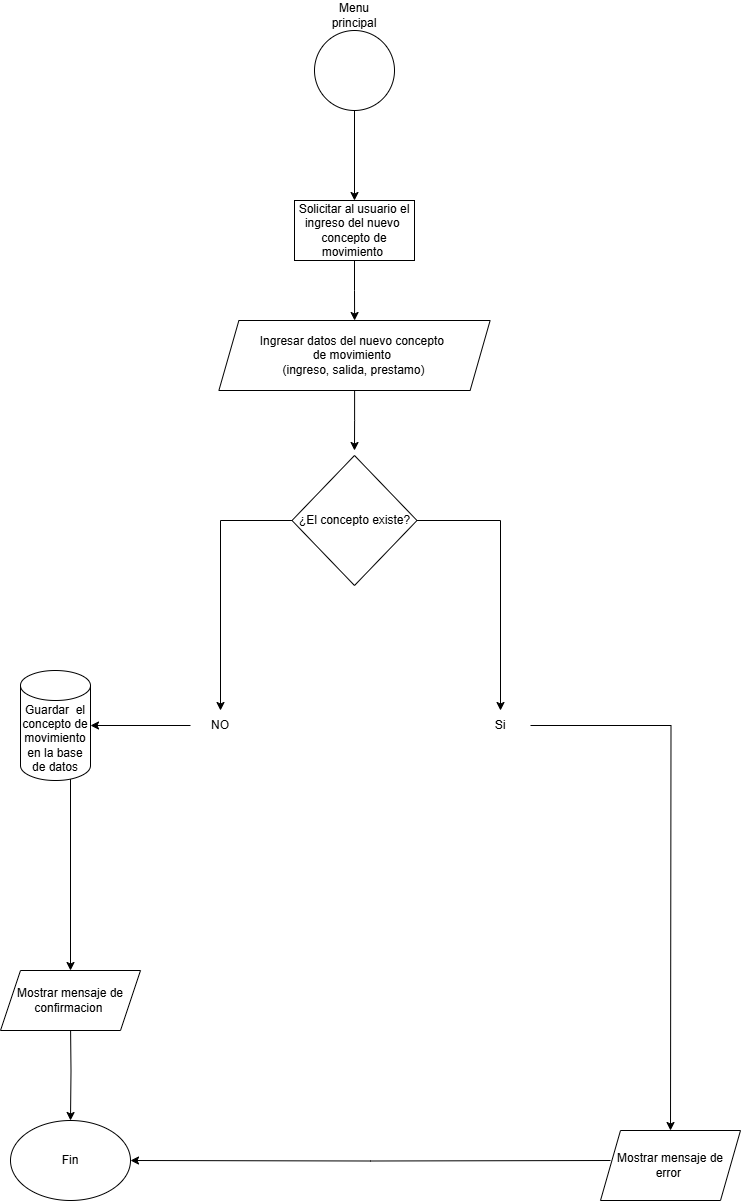 Menu
principal
Solicitar al usuario el
ingreso del nuevo
concepto de
movimiento
Ingresar datos del nuevo concepto
de movimiento
(ingreso, salida, prestamo)
¿El concepto existe?
NO
Si
Guardar el
concepto de
movimiento
en la base
de datos
Mostrar mensaje de
confirmacion
Fin
Mostrar mensaje de
error